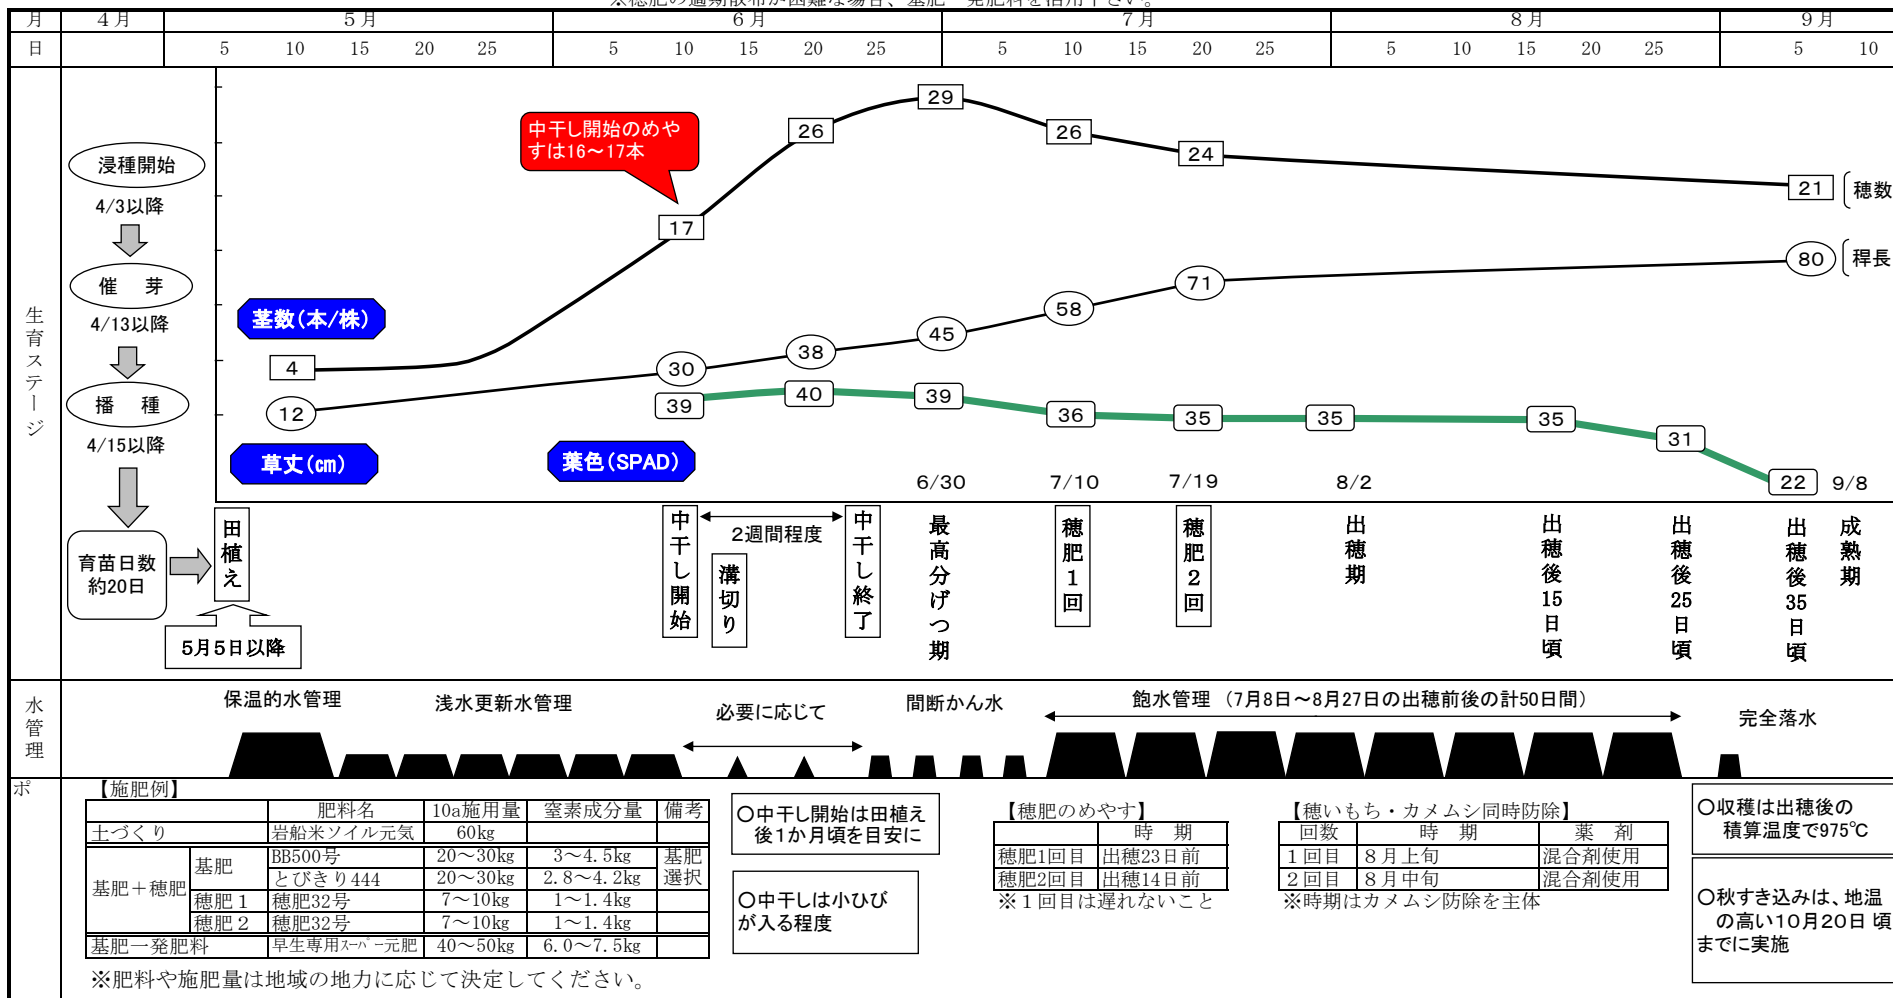 ※穂肥の適期散布が困難な場合、基肥一発肥料を活用下さい。
月 4月 5月 6月 7月 8月 9月
日 5 10 15 20 25 5 10 15 20 25 5 10 15 20 25 5 10 15 20 25 5 10
生育ステージ
浸種開始
4/3以降
催 芽
4/13以降
播 種
4/15以降
育苗日数
約20日
中干し開始のめや
すは16～17本
茎数(本/株)
4 17 26 29 26 24 21 穂数
草丈(㎝)
12 30 38 45 58 71 80 稈長
葉色(SPAD)
39 40 39 36 35 35 35 31 22
6/30 7/10 7/19 8/2 9/8
田植え
5月5日以降
中干し開始
2週間程度
溝切り
中干し終了
最高分げつ期
穂肥1回
穂肥2回
出穂期
出穂後15日頃
出穂後25日頃
出穂後35日頃
成熟期
水管理
保温的水管理
浅水更新水管理
必要に応じて
間断かん水
飽水管理 (7月8日～8月27日の出穂前後の計50日間)
完全落水
ポ
【施肥例】
肥料名 10a施用量 窒素成分量 備考
土づくり 岩船米ソイル元気 60kg
基肥＋穂肥 基肥 BB500号 20～30kg 3～4.5kg 基肥
とびきり444 20～30kg 2.8～4.2kg 選択
穂肥1 穂肥32号 7～10kg 1～1.4kg
穂肥2 穂肥32号 7～10kg 1～1.4kg
基肥一発肥料 早生専用ｽｰﾊﾟｰ元肥 40～50kg 6.0～7.5kg
※肥料や施肥量は地域の地力に応じて決定してください。
○中干し開始は田植え
後1か月頃を目安に
○中干しは小ひび
が入る程度
【穂肥のめやす】
時 期
穂肥1回目 出穂23日前
穂肥2回目 出穂14日前
※1回目は遅れないこと
【穂いもち・カメムシ同時防除】
回数 時 期 薬 剤
1回目 8月上旬 混合剤使用
2回目 8月中旬 混合剤使用
※時期はカメムシ防除を主体
○収穫は出穂後の
積算温度で975℃
○秋すき込みは、地温
の高い10月20日 頃
までに実施